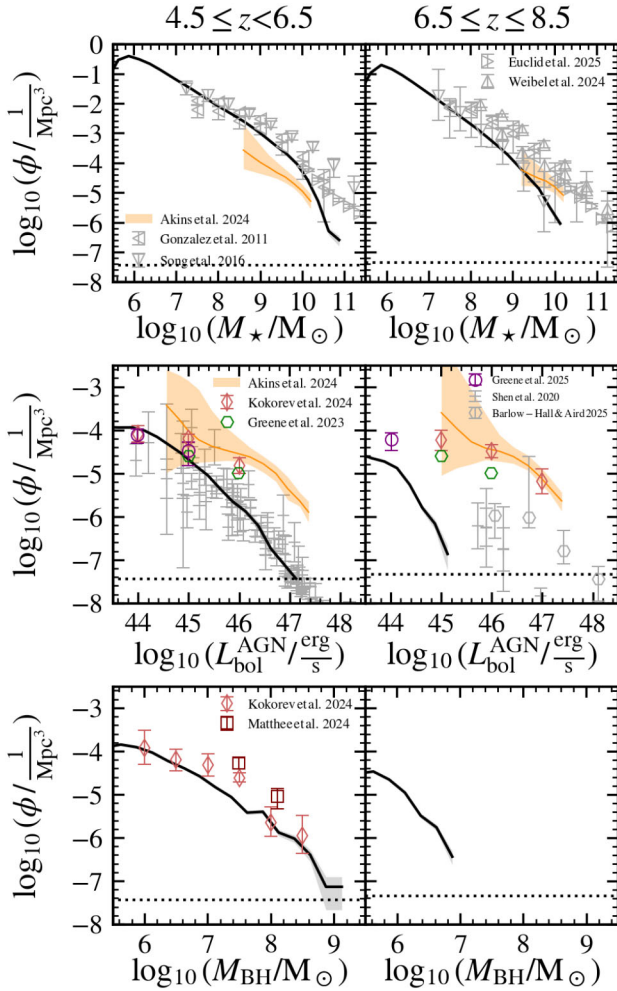 4.5 ≤ z<6.5 6.5 ≤ z ≤ 8.5
log₁₀(ϕ/ 1/Mpc³)
0
−1
−2
−3
−4
−5
−6
−7
−8
Akins et al. 2024
Gonzalez et al. 2011
Song et al. 2016
Euclid et al. 2025
Weibel et al. 2024
6 7 8 9 10 11 6 7 8 9 10 11
log₁₀(M⋆/M⊙) log₁₀(M⋆/M⊙)
log₁₀(ϕ/ 1/Mpc³)
−3
−4
−5
−6
−7
−8
Akins et al. 2024
Kokorev et al. 2024
Greene et al. 2023
Greene et al. 2025
Shen et al. 2020
Barlow − Hall & Aird 2025
44 45 46 47 48 44 45 46 47 48
log₁₀(L_bol^AGN/ erg/s) log₁₀(L_bol^AGN/ erg/s)
log₁₀(ϕ/ 1/Mpc³)
−3
−4
−5
−6
−7
−8
Kokorev et al. 2024
Matthee et al. 2024
6 7 8 9 6 7 8 9
log₁₀(M_BH/M⊙) log₁₀(M_BH/M⊙)